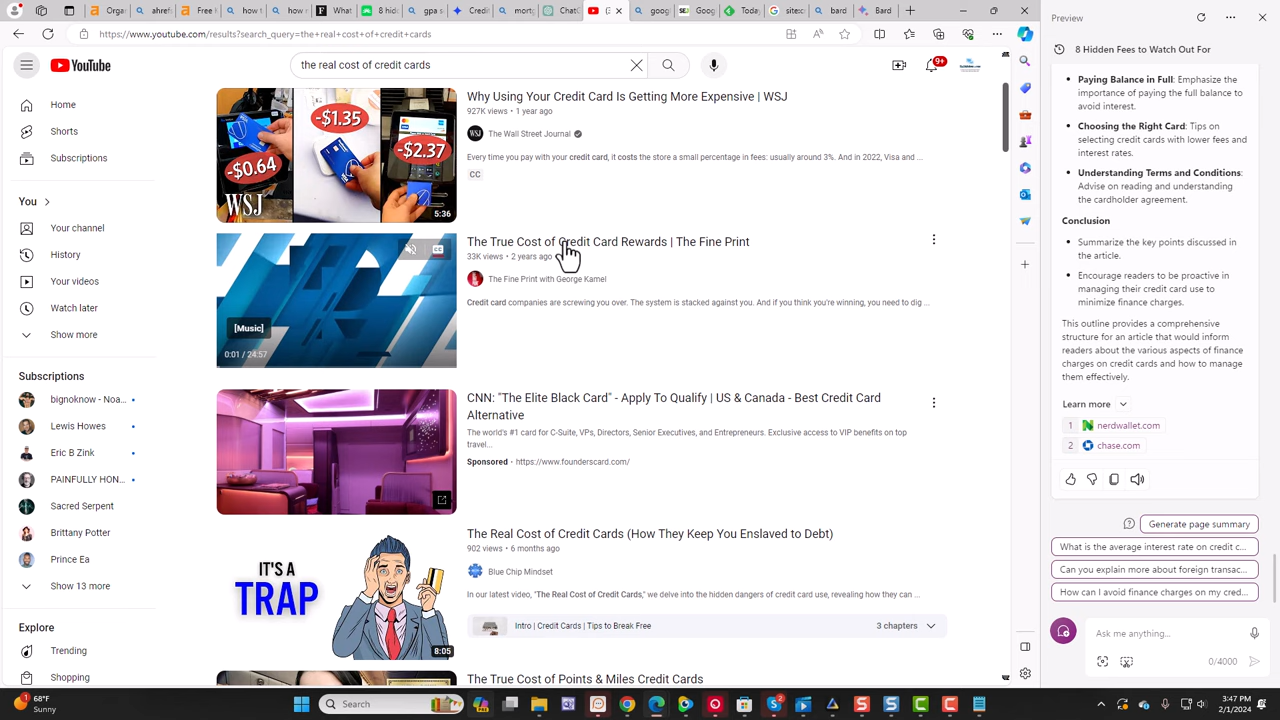 ahard
Free
how
how
What
8 hid
gpa s
Credi
mort
Chat
(
goog
Goog
Today
sites:
bard
Bard
Preview
https://www.youtube.com/results?search_query=the+real+cost+of+credit+cards
YouTube
the real cost of credit cards
9+
Home
Shorts
Subscriptions
You
Your channel
History
Your videos
Watch later
Show more
Subscriptions
bignoknow - Noa...
Lewis Howes
Eric B Zink
PAINFULLY HON...
Sacred Serpent
Brittany Potter
Prince Ea
Show 13 more
Explore
Trending
Shopping
-$0.64
-$1.35
-$2.37
WSJ
5:36
Why Using Your Credit Card Is Getting More Expensive | WSJ
927K views • 1 year ago
WSJ The Wall Street Journal
Every time you pay with your credit card, it costs the store a small percentage in fees: usually around 3%. And in 2022, Visa and ...
CC
CC
[Music]
0:01 / 24:57
The True Cost of Credit Card Rewards | The Fine Print
33K views • 2 years ago
The Fine Print with George Kamel
Credit card companies are screwing you over. The system is stacked against you. And if you think you're winning, you need to dig ...
CNN: "The Elite Black Card" - Apply To Qualify | US & Canada - Best Credit Card
Alternative
The world's #1 card for C-Suite, VPs, Directors, Senior Executives, and Entrepreneurs. Exclusive access to VIP benefits on top
travel...
Sponsored · https://www.founderscard.com/
IT'S A
TRAP
8:05
The Real Cost of Credit Cards (How They Keep You Enslaved to Debt)
902 views • 6 months ago
Blue Chip Mindset
In our latest video, "The Real Cost of Credit Cards," we delve into the hidden dangers of credit card use, revealing how they can ...
Intro | Credit Cards | Tips to Break Free
3 chapters
The True Cost of Points & Miles Credit Cards
8 Hidden Fees to Watch Out For
• Paying Balance in Full: Emphasize the
importance of paying the full balance to
avoid interest.
• Choosing the Right Card: Tips on
selecting credit cards with lower fees and
interest rates.
• Understanding Terms and Conditions:
Advise on reading and understanding
the cardholder agreement.
Conclusion
• Summarize the key points discussed in
the article.
• Encourage readers to be proactive in
managing their credit card use to
minimize finance charges.
This outline provides a comprehensive
structure for an article that would inform
readers about the various aspects of finance
charges on credit cards and how to manage
them effectively.
Learn more
1 nerdwallet.com
2 chase.com
Generate page summary
What is the average interest rate on credit c...
Can you explain more about foreign transac...
How can I avoid finance charges on my cred...
Ask me anything...
0/4000
68°F
Sunny
Search
3:47 PM
2/1/2024